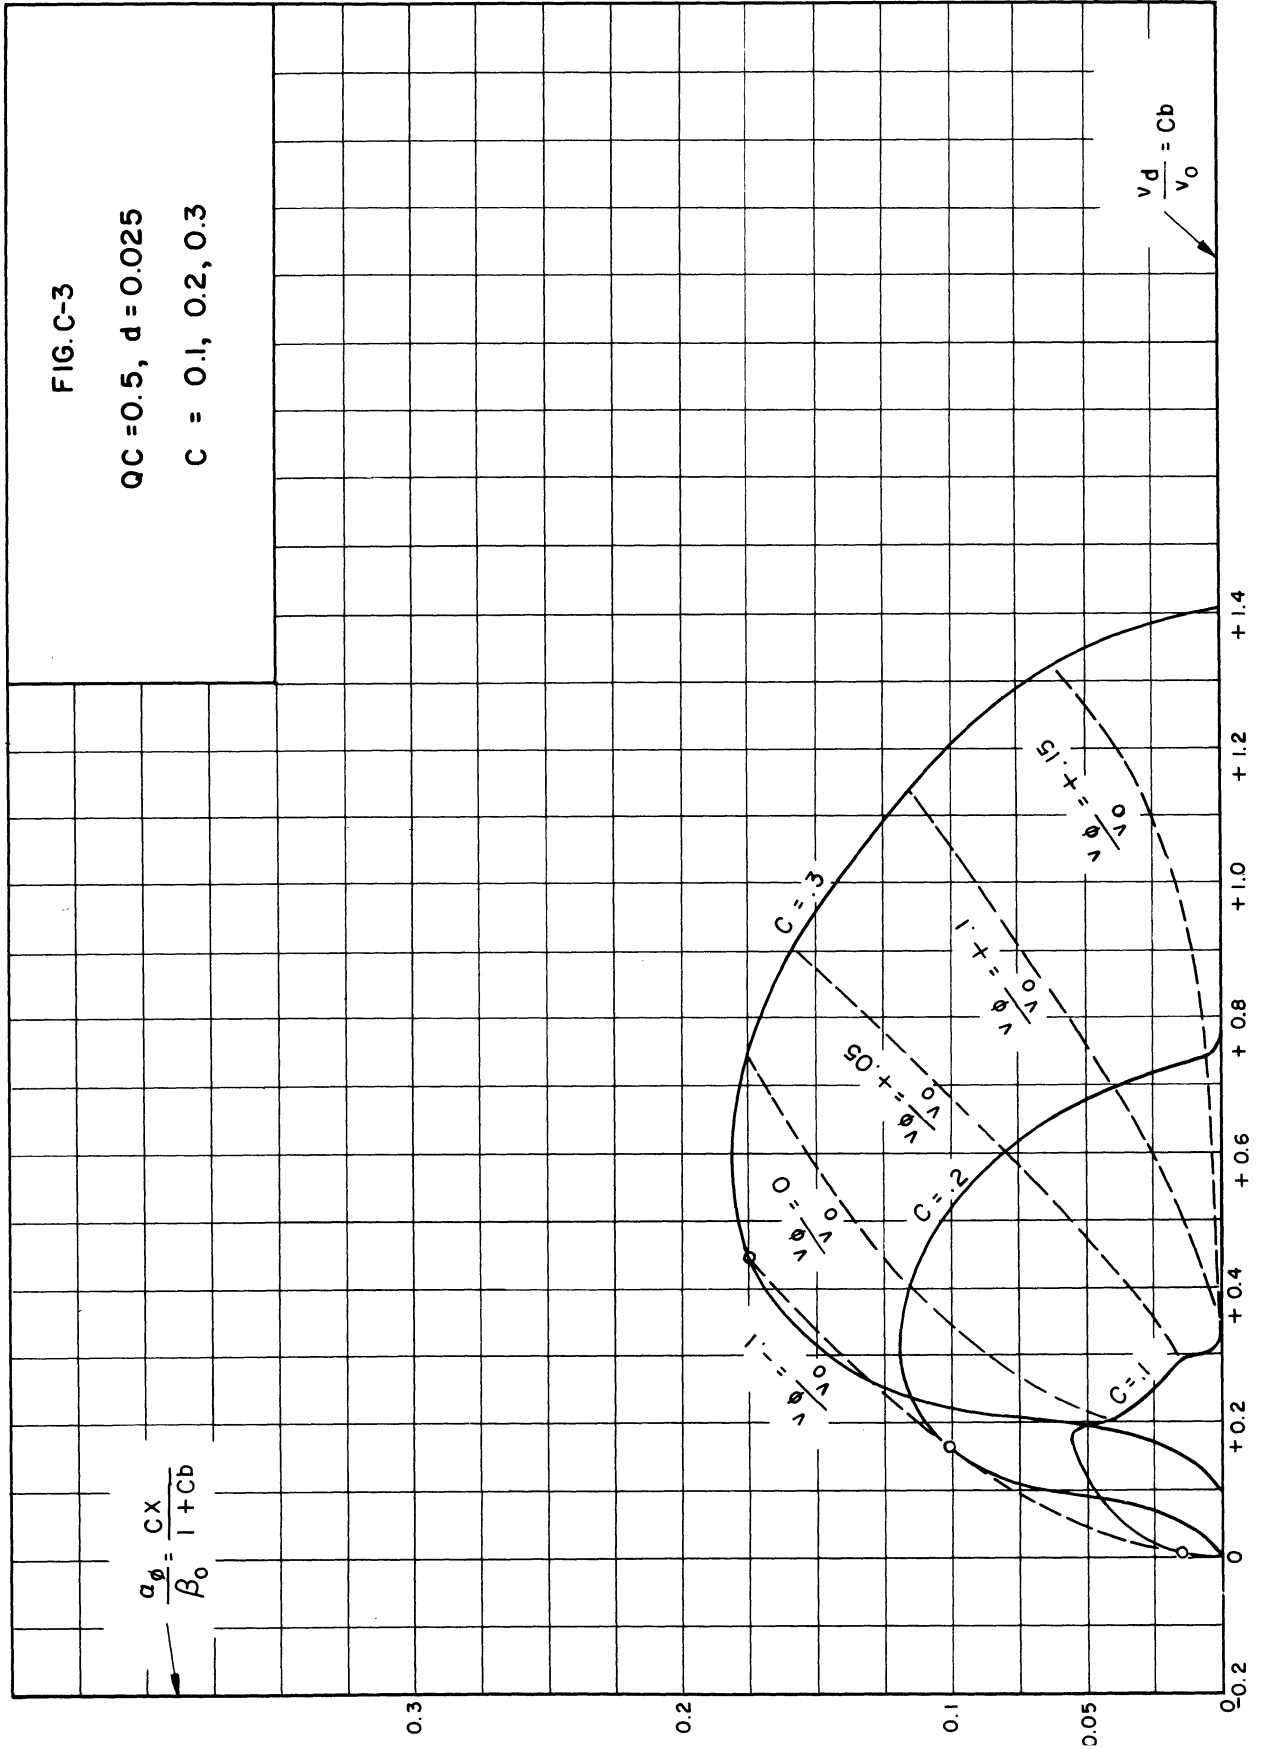 FIG. C-3
QC = 0.5, d = 0.025
C = 0.1, 0.2, 0.3
αφ/β₀ = CX/1 + Cb
vd/v₀ = Cb
C = .3
C = .2
C = .1
vφ/v₀ = -.1
vφ/v₀ = 0
vφ/v₀ = +.05
vφ/v₀ = +.1
vφ/v₀ = +.15
0.3
0.2
0.1
0.05
0
-0.2
0
+0.2
+0.4
+0.6
+0.8
+1.0
+1.2
+1.4